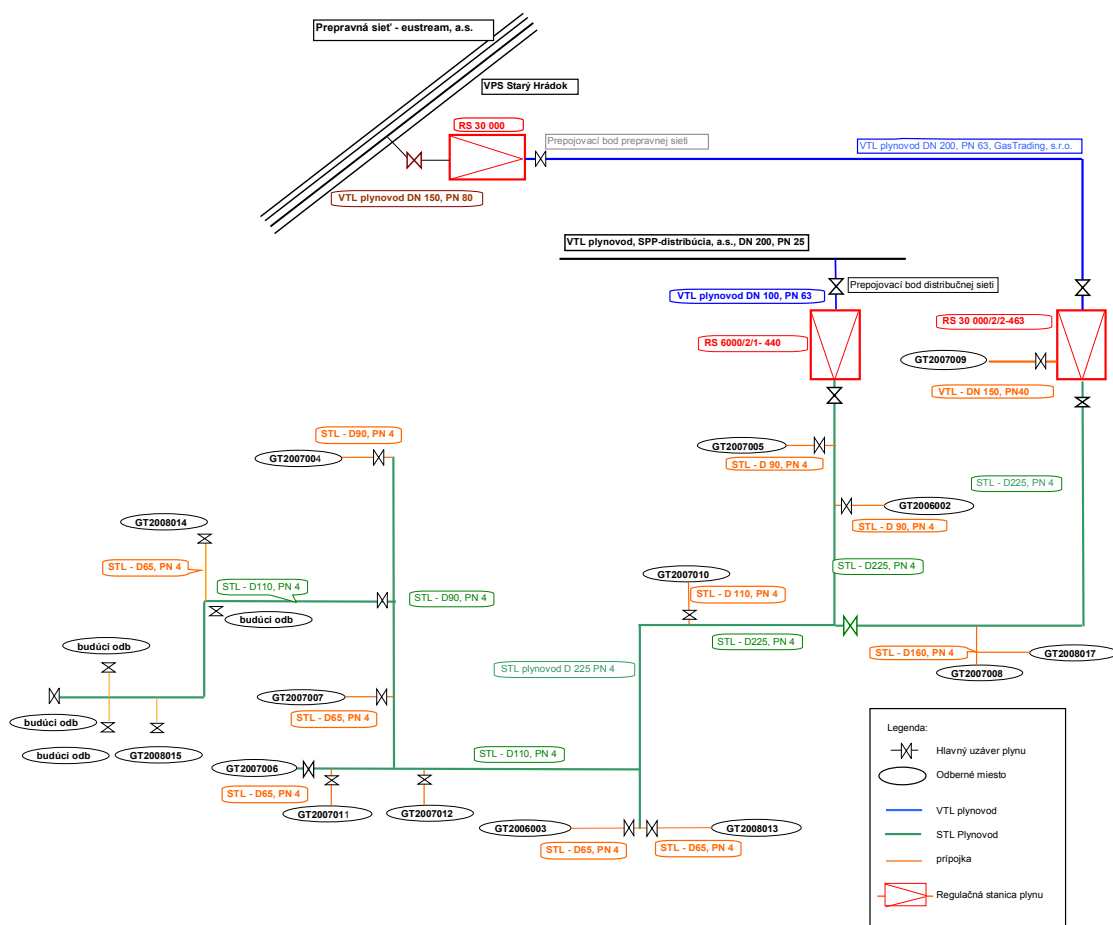 Prepravná sieť - eustream, a.s.
VPS Starý Hrádok
RS 30 000
Prepojovací bod prepravnej sieti
VTL plynovod DN 200, PN 63, GasTrading, s.r.o.
VTL plynovod DN 150, PN 80
VTL plynovod, SPP-distribúcia, a.s., DN 200, PN 25
Prepojovací bod distribučnej sieti
VTL plynovod DN 100, PN 63
RS 30 000/2/2-463
RS 6000/2/1- 440
GT2007009
VTL - DN 150, PN40
STL - D90, PN 4
GT2007004
GT2007005
STL - D 90, PN 4
STL - D225, PN 4
GT2006002
STL - D 90, PN 4
GT2008014
STL - D65, PN 4
STL - D110, PN 4
STL - D90, PN 4
GT2007010
STL - D 110, PN 4
STL - D225, PN 4
budúci odb
STL - D225, PN 4
STL - D160, PN 4
GT2008017
GT2007008
budúci odb
STL plynovod D 225 PN 4
GT2007007
STL - D65, PN 4
budúci odb
budúci odb
GT2008015
GT2007006
STL - D65, PN 4
STL - D110, PN 4
GT2007011
GT2007012
GT2006003
GT2008013
STL - D65, PN 4
STL - D65, PN 4
Legenda:
Hlavný uzáver plynu
Odberné miesto
VTL plynovod
STL Plynovod
prípojka
Regulačná stanica plynu